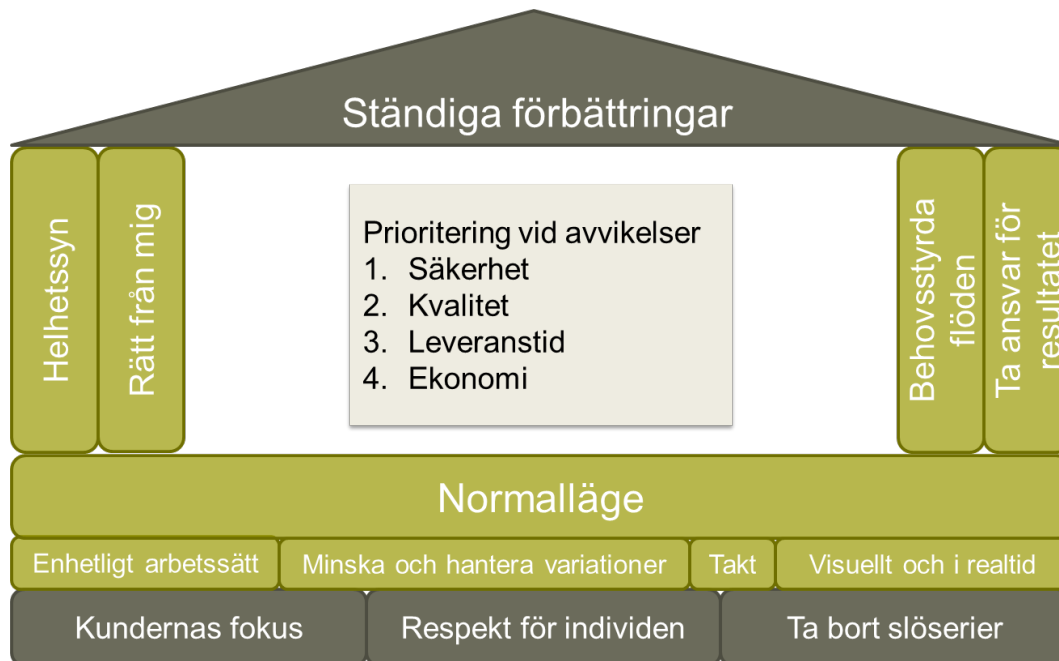 Ständiga förbättringar
Helhetssyn
Rätt från mig
Prioritering vid avvikelser
1. Säkerhet
2. Kvalitet
3. Leveranstid
4. Ekonomi
Behovsstyrda
flöden
Ta ansvar för
resultatet
Normalläge
Enhetligt arbetssätt
Minska och hantera variationer
Takt
Visuellt och i realtid
Kundernas fokus
Respekt för individen
Ta bort slöserier